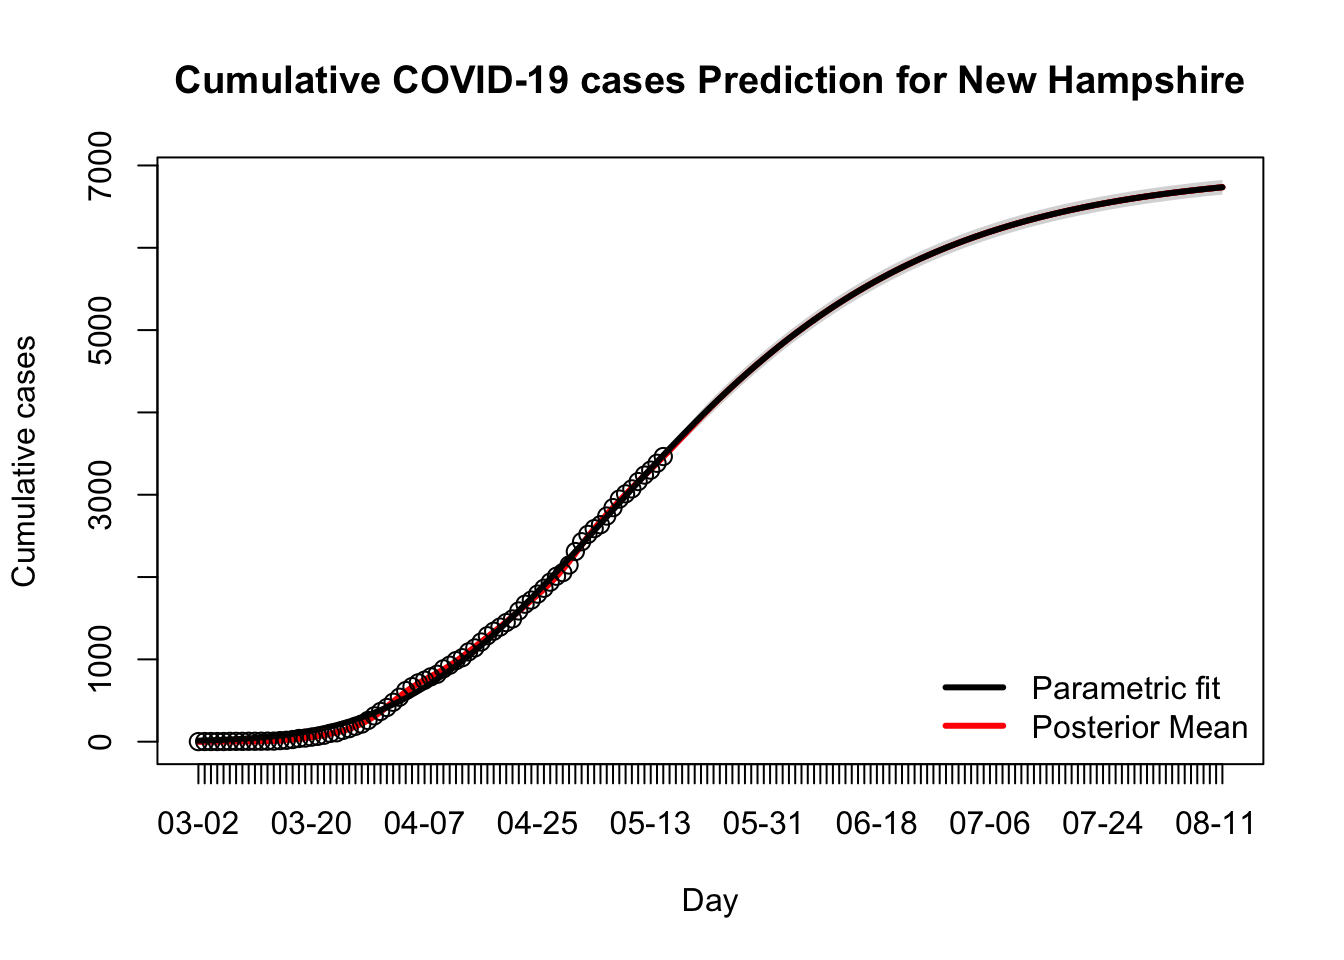 Cumulative COVID-19 cases Prediction for New Hampshire
Cumulative cases
7000
5000
3000
1000
0
Parametric fit
Posterior Mean
03-02 03-20 04-07 04-25 05-13 05-31 06-18 07-06 07-24 08-11
Day